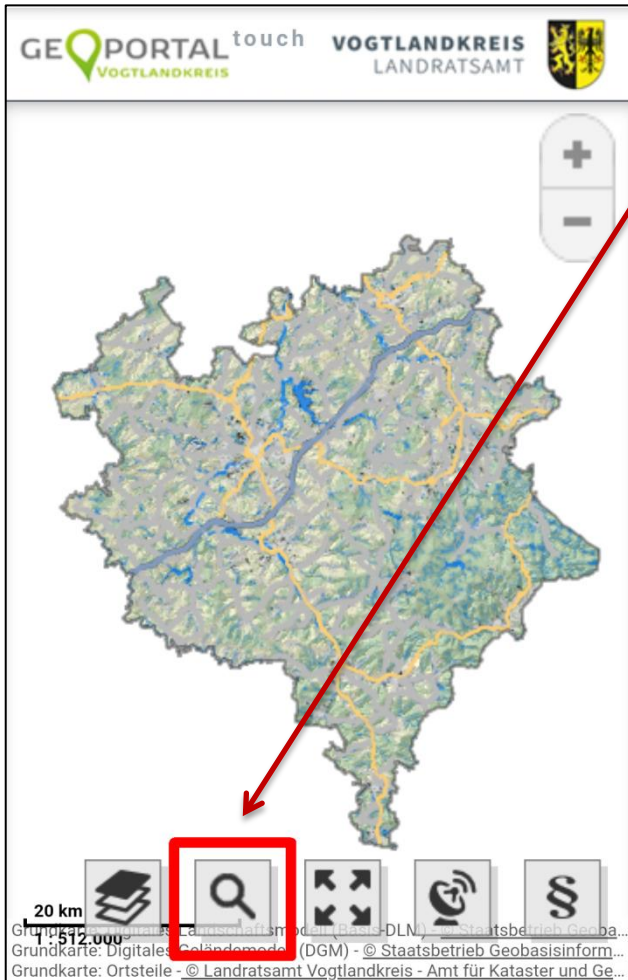 GEOPORTAL touch
VOGTLANDKREIS
VOGTLANDKREIS
LANDRATSAMT
+
−
20 km
1 : 512.000
§
Grundkarte: Digitales Landschaftsmodell (Basis-DLM) - © Staatsbetrieb Geoba...
Grundkarte: Digitales Geländemodell (DGM) - © Staatsbetrieb Geobasisinform...
Grundkarte: Ortsteile - © Landratsamt Vogtlandkreis - Amt für Kataster und Ge...